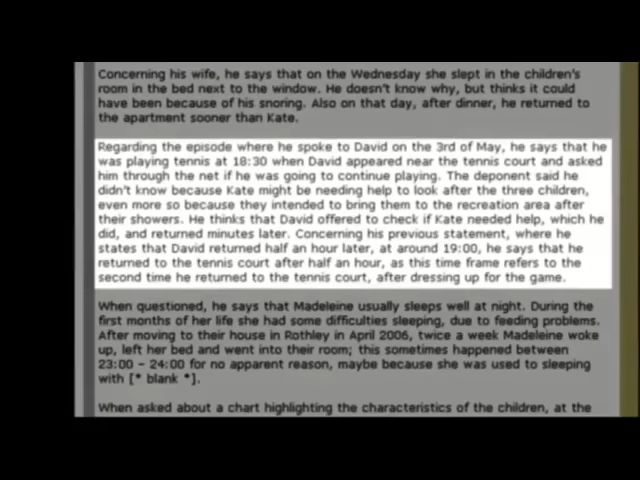 Concerning his wife, he says that on the Wednesday she slept in the children's
room in the bed next to the window. He doesn't know why, but thinks it could
have been because of his snoring. Also on that day, after dinner, he returned to
the apartment sooner than Kate.
Regarding the episode where he spoke to David on the 3rd of May, he says that he
was playing tennis at 18:30 when David appeared near the tennis court and asked
him through the net if he was going to continue playing. The deponent said he
didn't know because Kate might be needing help to look after the three children,
even more so because they intended to bring them to the recreation area after
their showers. He thinks that David offered to check if Kate needed help, which he
did, and returned minutes later. Concerning his previous statement, where he
states that David returned half an hour later, at around 19:00, he says that he
returned to the tennis court after half an hour, as this time frame refers to the
second time he returned to the tennis court, after dressing up for the game.
When questioned, he says that Madeleine usually sleeps well at night. During the
first months of her life she had some difficulties sleeping, due to feeding problems.
After moving to their house in Rothley in April 2006, twice a week Madeleine woke
up, left her bed and went into their room; this sometimes happened between
23:00 – 24:00 for no apparent reason, maybe because she was used to sleeping
with [* blank *].
When asked about a chart highlighting the characteristics of the children, at the